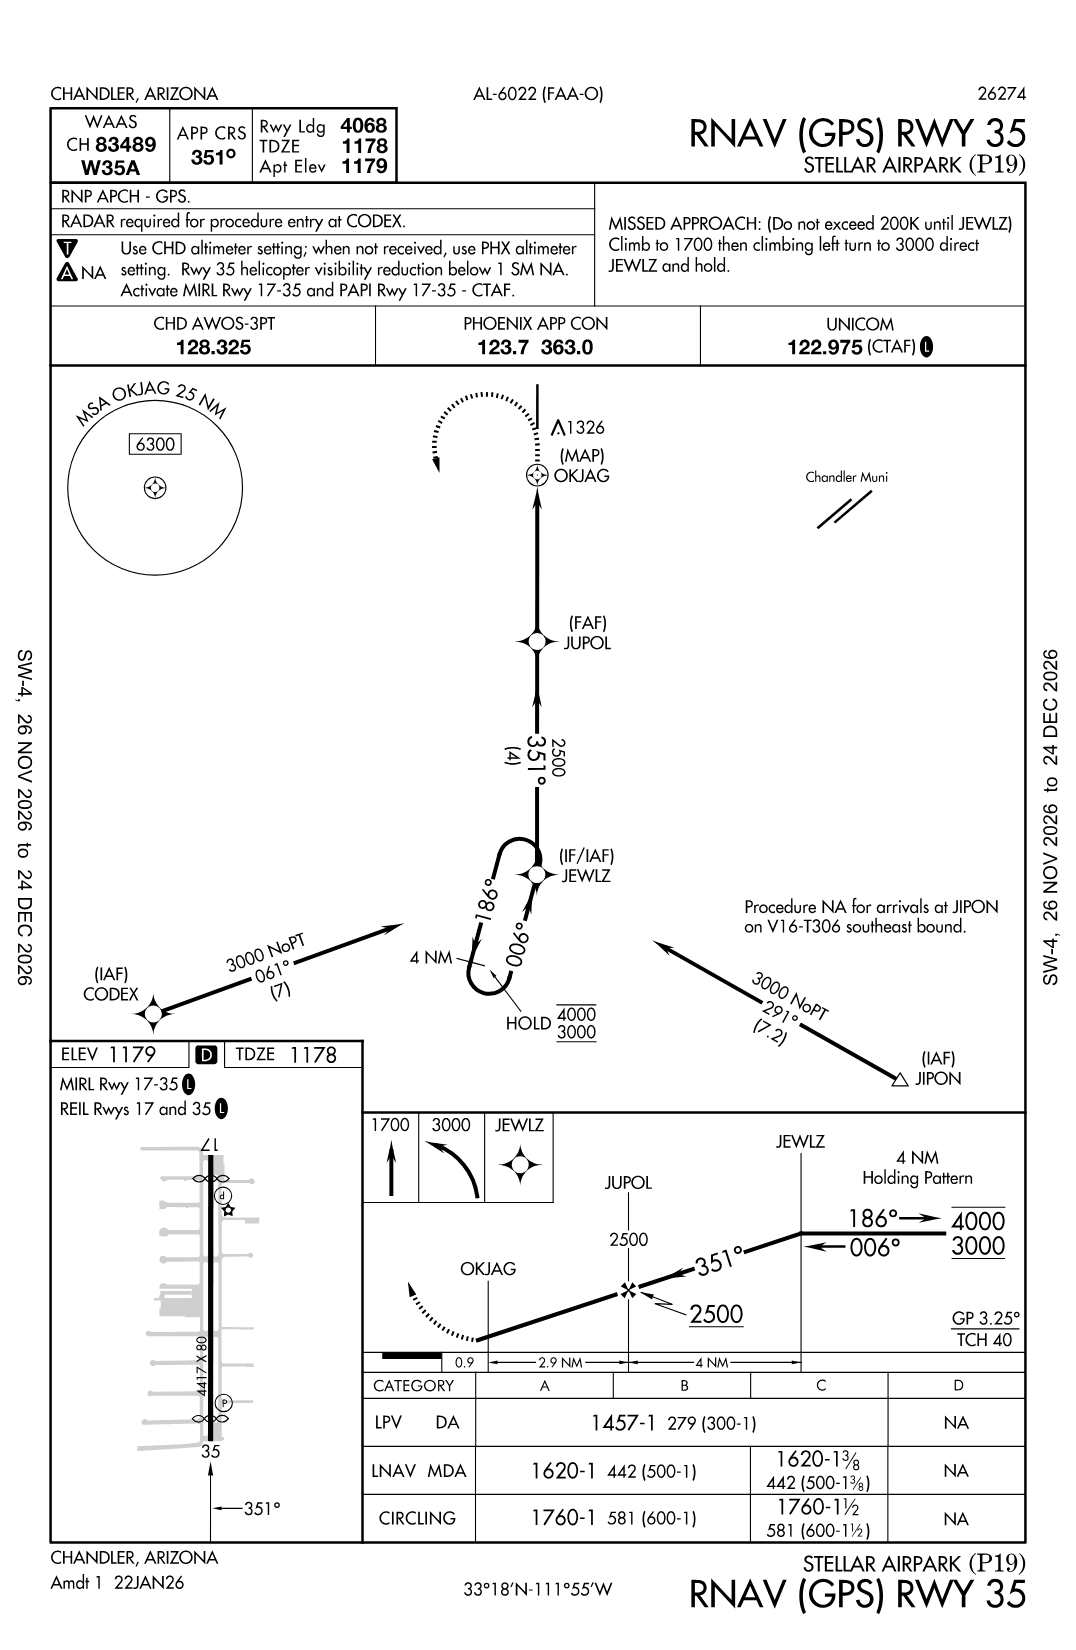 CHANDLER, ARIZONA
AL-6022 (FAA-O)
26274
WAAS
CH 83489
W35A
APP CRS
351°
Rwy Ldg 4068
TDZE 1178
Apt Elev 1179
RNAV (GPS) RWY 35
STELLAR AIRPARK (P19)
RNP APCH - GPS.
RADAR required for procedure entry at CODEX.
T
A NA
Use CHD altimeter setting; when not received, use PHX altimeter
setting. Rwy 35 helicopter visibility reduction below 1 SM NA.
Activate MIRL Rwy 17-35 and PAPI Rwy 17-35 - CTAF.
MISSED APPROACH: (Do not exceed 200K until JEWLZ)
Climb to 1700 then climbing left turn to 3000 direct
JEWLZ and hold.
CHD AWOS-3PT
128.325
PHOENIX APP CON
123.7 363.0
UNICOM
122.975 (CTAF) L
MSA OKJAG 25 NM
6300
1326
(MAP)
OKJAG
Chandler Muni
(FAF)
JUPOL
2500
351°
(4)
(IF/IAF)
JEWLZ
186°
006°
4 NM
HOLD 4000
3000
Procedure NA for arrivals at JIPON
on V16-T306 southeast bound.
3000 NoPT
061°
(7)
(IAF)
CODEX
3000 NoPT
291°
(7.2)
(IAF)
JIPON
SW-4, 26 NOV 2026 to 24 DEC 2026
SW-4, 26 NOV 2026 to 24 DEC 2026
ELEV 1179
D
TDZE 1178
MIRL Rwy 17-35 L
REIL Rwys 17 and 35 L
17
P
4417 X 80
P
35
351°
1700
3000
JEWLZ
JEWLZ
4 NM
Holding Pattern
JUPOL
186°
4000
006°
3000
2500
351°
OKJAG
2500
GP 3.25°
TCH 40
0.9
2.9 NM
4 NM
CATEGORY A B C D
LPV DA 1457-1 279 (300-1) NA
LNAV MDA 1620-1 442 (500-1) 1620-1⅜ 442 (500-1⅜) NA
CIRCLING 1760-1 581 (600-1) 1760-1½ 581 (600-1½) NA
CHANDLER, ARIZONA
Amdt 1 22JAN26
33°18'N-111°55'W
STELLAR AIRPARK (P19)
RNAV (GPS) RWY 35